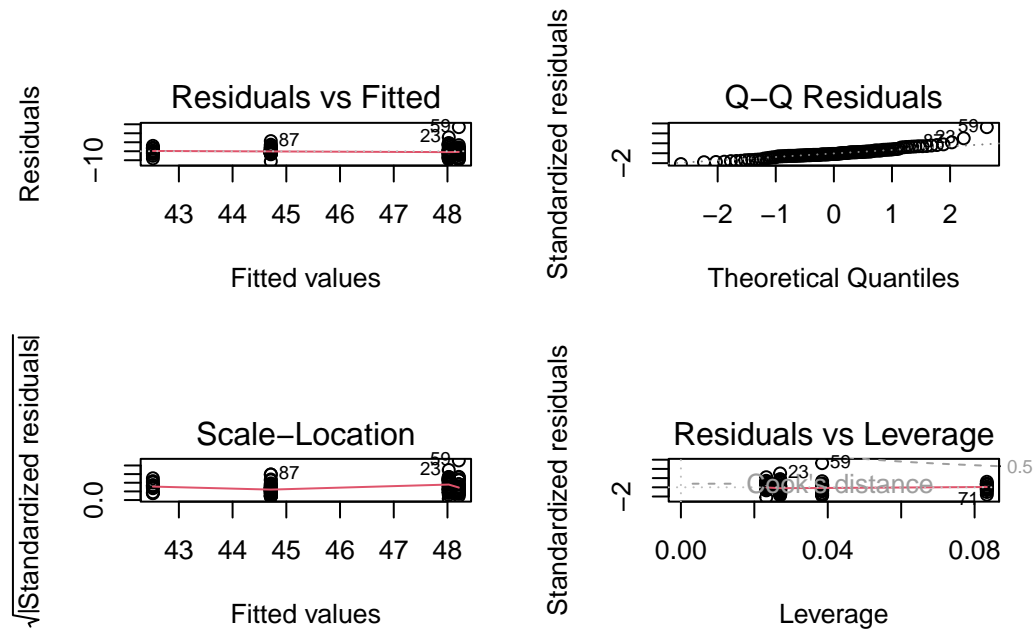 Residuals vs Fitted
Residuals
−10
59
23
87
43 44 45 46 47 48
Fitted values
Q−Q Residuals
Standardized residuals
−2
59
23
87
−2 −1 0 1 2
Theoretical Quantiles
Scale−Location
√|Standardized residuals|
0.0
59
23
87
43 44 45 46 47 48
Fitted values
Residuals vs Leverage
Standardized residuals
−2
59
23
0.5
Cook's distance
71
0.00 0.04 0.08
Leverage